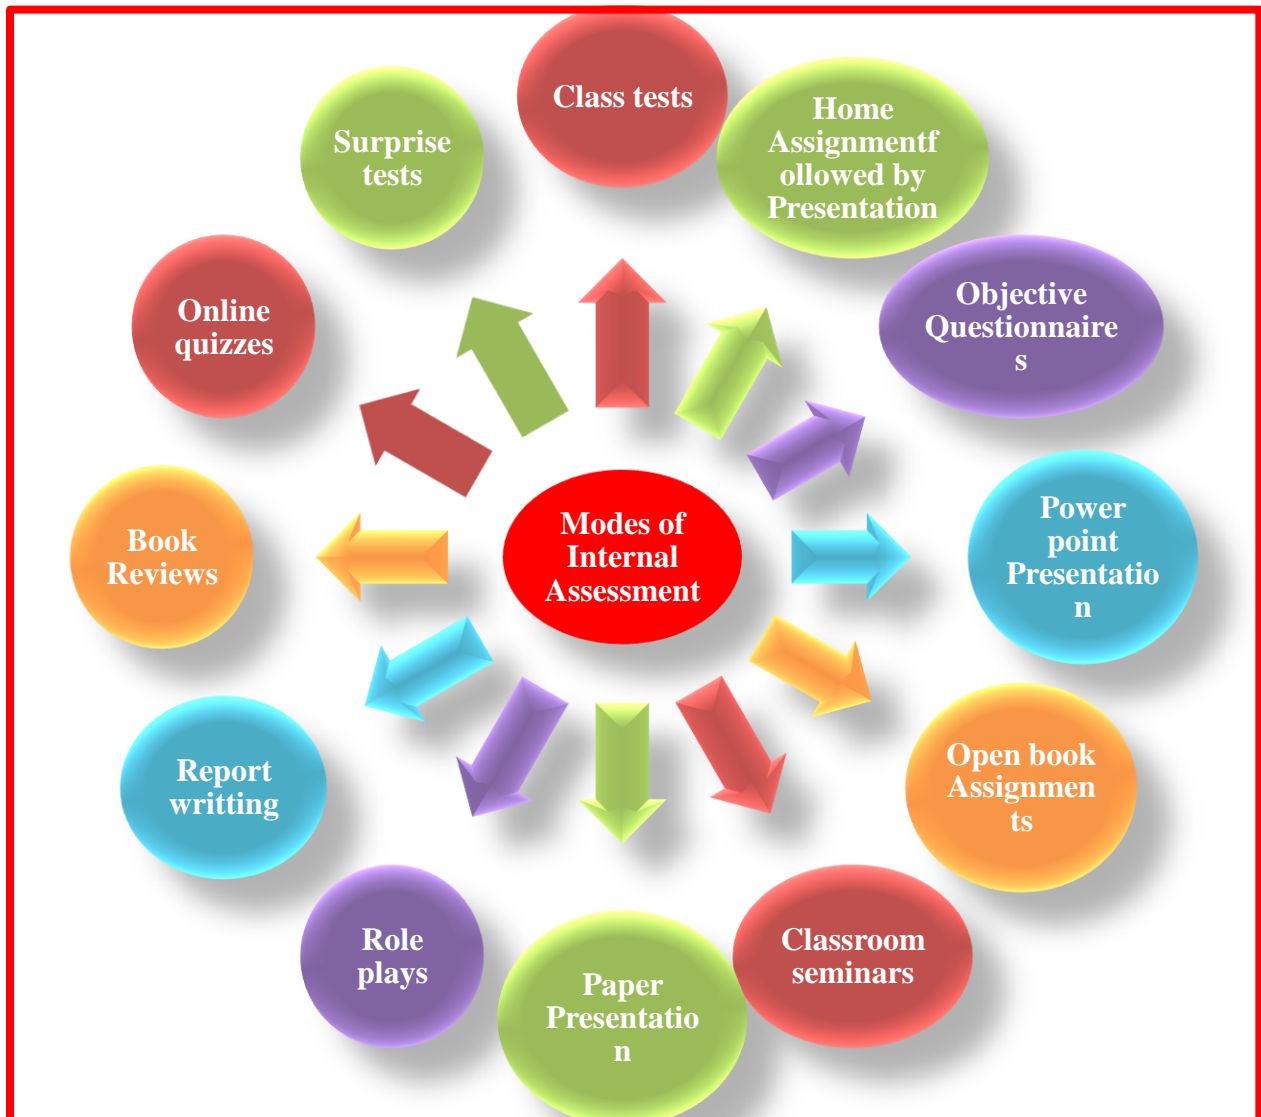 Class tests
Home
Assignmentf
ollowed by
Presentation
Objective
Questionnaire
s
Power
point
Presentatio
n
Open book
Assignmen
ts
Classroom
seminars
Paper
Presentatio
n
Role
plays
Report
writting
Book
Reviews
Online
quizzes
Surprise
tests
Modes of
Internal
Assessment